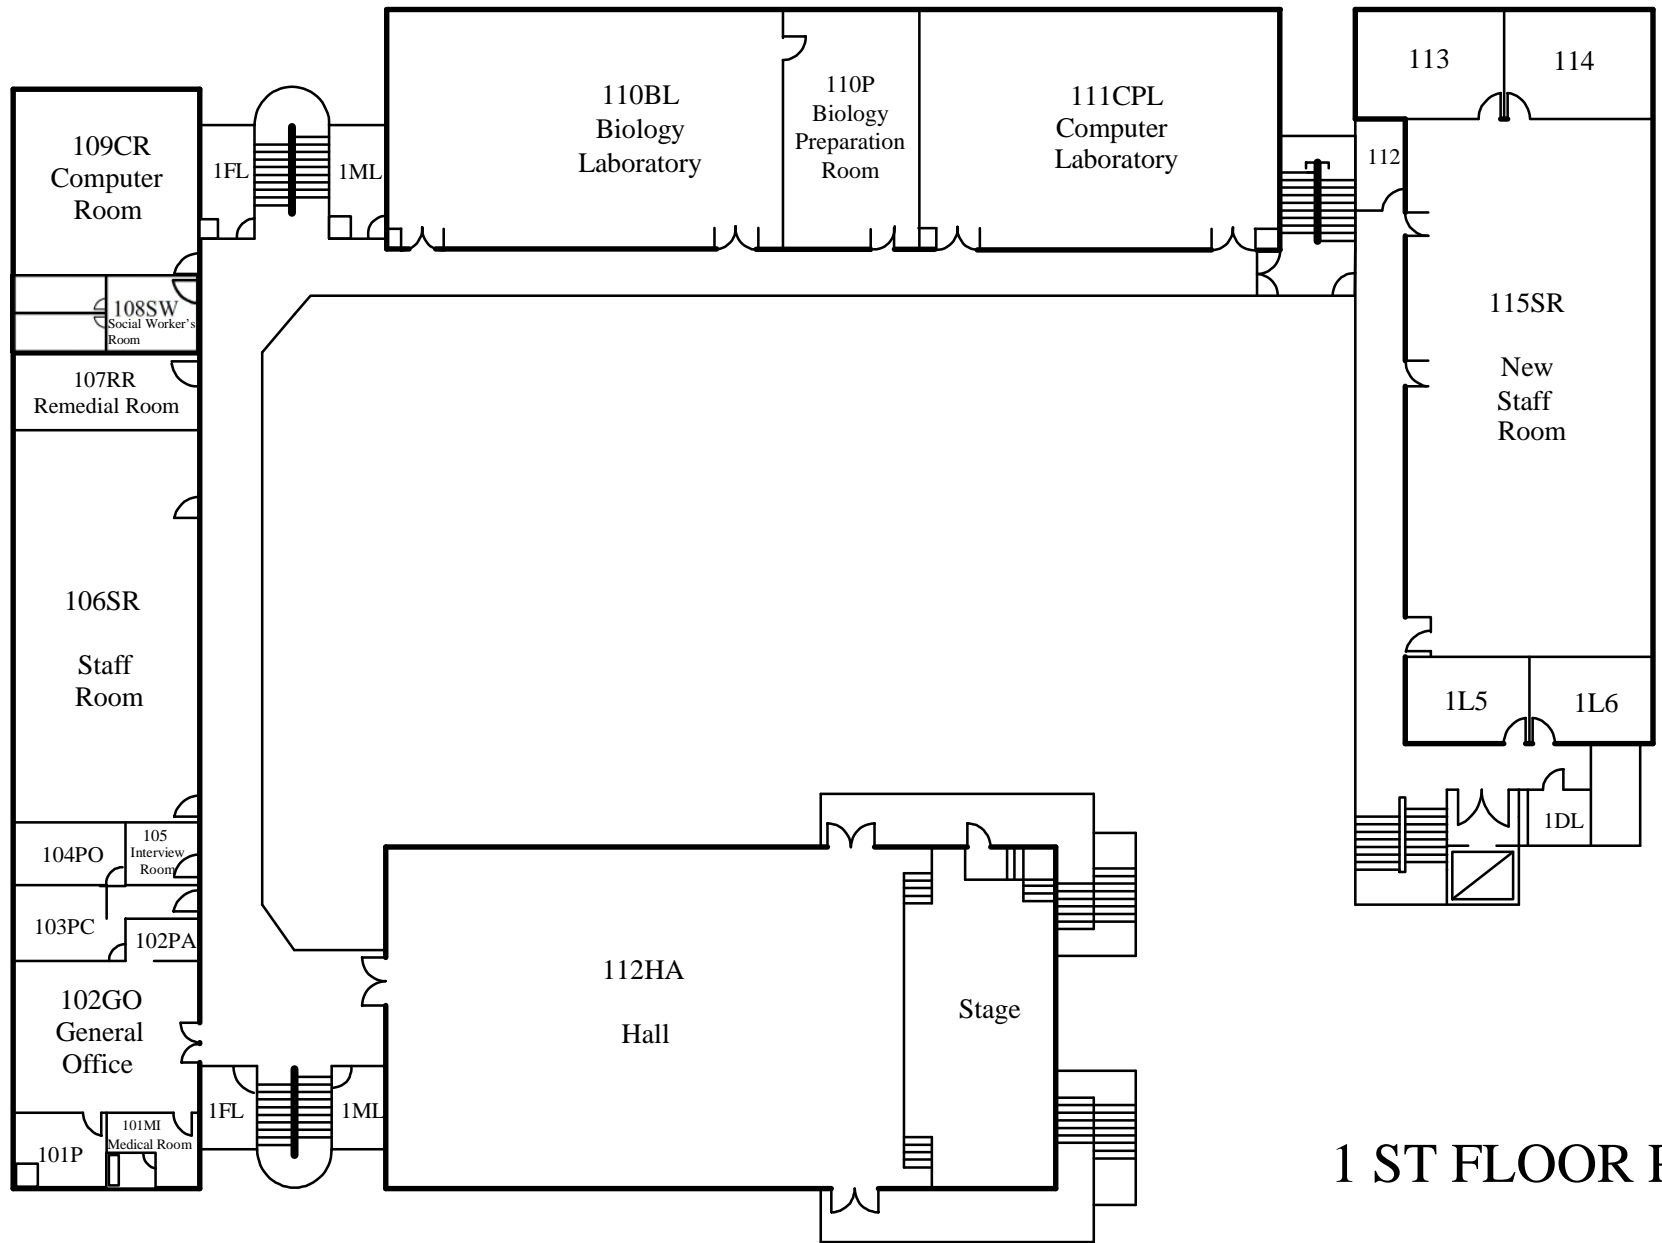 109CR
Computer
Room
1FL
1ML
110BL
Biology
Laboratory
110P
Biology
Preparation
Room
111CPL
Computer
Laboratory
113
114
112
108SW
Social Worker's
Room
107RR
Remedial Room
115SR
New
Staff
Room
106SR
Staff
Room
1L5
1L6
1DL
104PO
105
Interview
Room
103PC
102PA
102GO
General
Office
112HA
Hall
Stage
1FL
1ML
101P
101MI
Medical Room
1 ST FLOOR